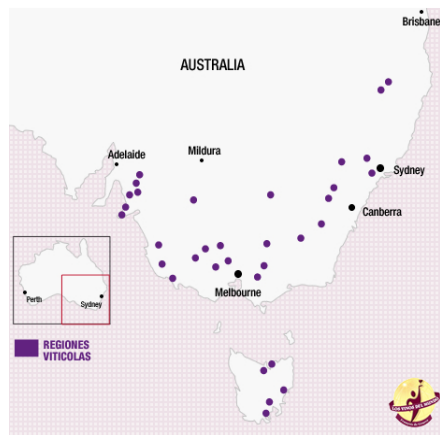 Brisbane
AUSTRALIA
Adelaide
Mildura
Sydney
Canberra
Melbourne
Perth
Sydney
REGIONES
VITICOLAS